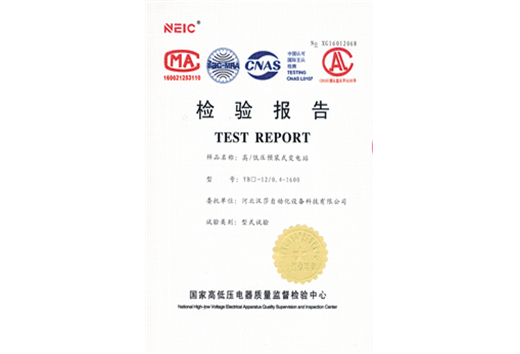 NEIC
№ XG16012068
MA
160021293110
ilac-MRA
CNAS
中国认可
国际互认
检测
TESTING
CNAS L0107
CAL
检验报告
TEST REPORT
样品名称：高/低压预装式变电站
型 号：YB□-12/0.4-1600
委托单位：河北汉莎自动化设备科技有限公司
试验类别：型式试验
国家高低压电器质量监督检验中心
National High-low Voltage Electrical Apparatus Quality Supervision and Inspection Center